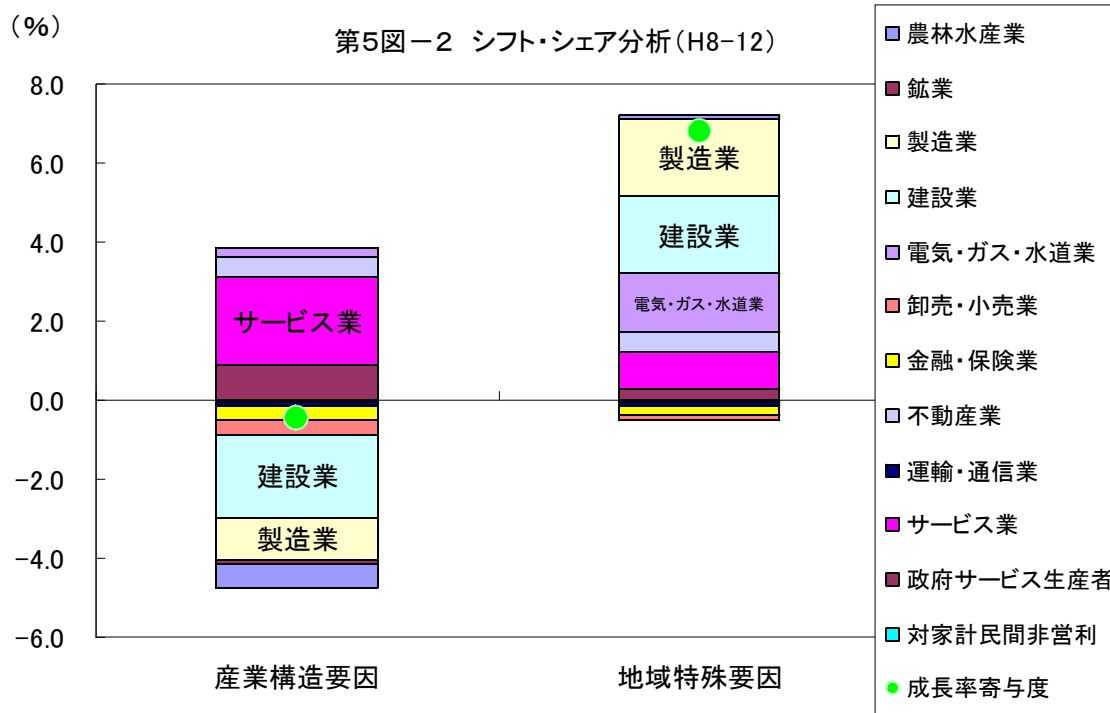 (%)
第5図－2 シフト・シェア分析(H8-12)
8.0
6.0
4.0
2.0
0.0
-2.0
-4.0
-6.0
サービス業
建設業
製造業
製造業
建設業
電気・ガス・水道業
産業構造要因
地域特殊要因
農林水産業
鉱業
製造業
建設業
電気・ガス・水道業
卸売・小売業
金融・保険業
不動産業
運輸・通信業
サービス業
政府サービス生産者
対家計民間非営利
成長率寄与度